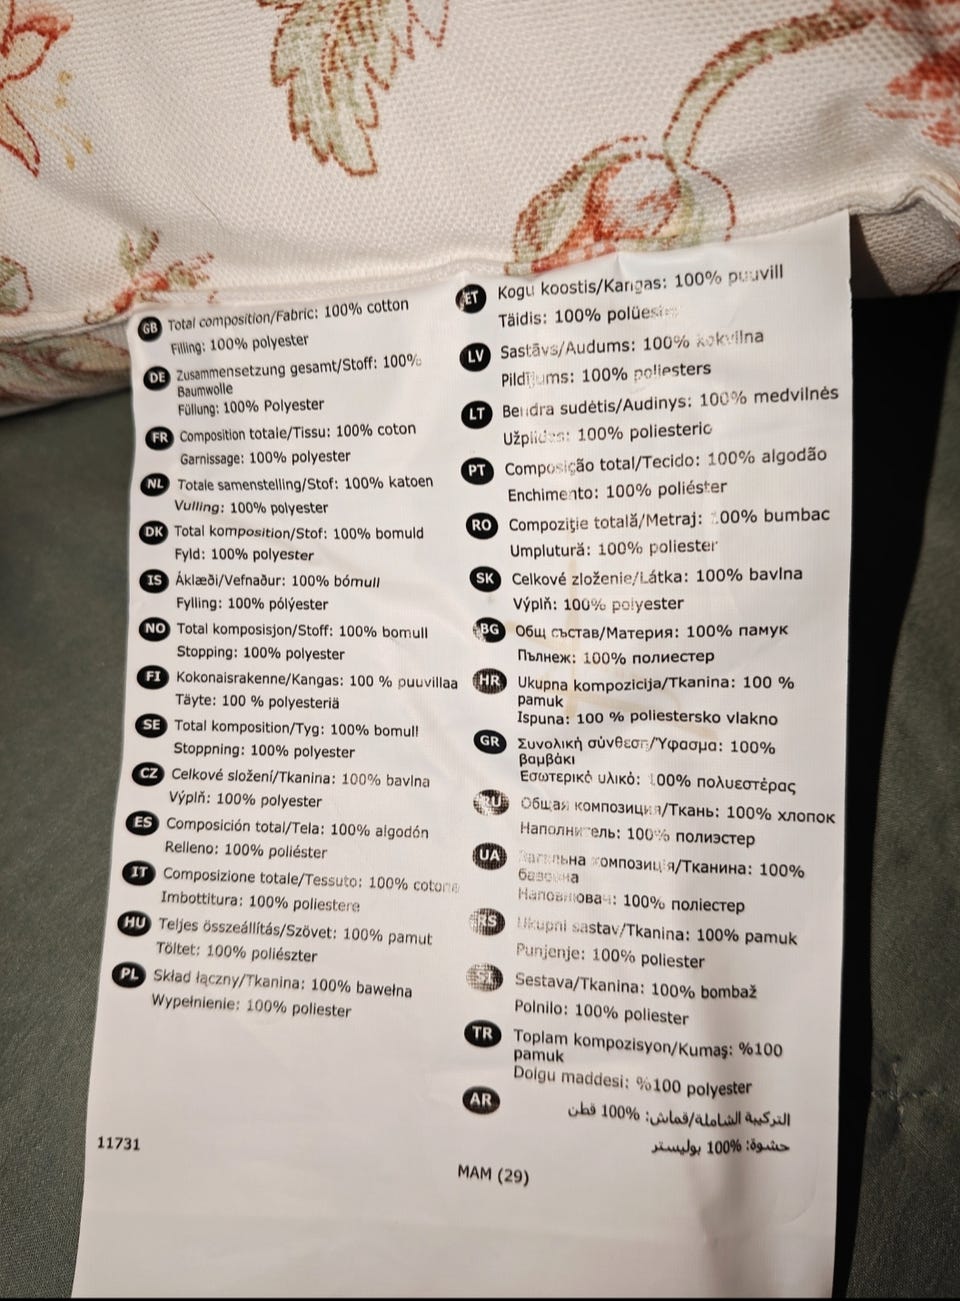 GB Total composition/Fabric: 100% cotton
Filling: 100% polyester
DE Zusammensetzung gesamt/Stoff: 100%
Baumwolle
Füllung: 100% Polyester
FR Composition totale/Tissu: 100% coton
Garnissage: 100% polyester
NL Totale samenstelling/Stof: 100% katoen
Vulling: 100% polyester
DK Total komposition/Stof: 100% bomuld
Fyld: 100% polyester
IS Áklæði/Vefnaður: 100% bómull
Fylling: 100% pólýester
NO Total komposisjon/Stoff: 100% bomull
Stopping: 100% polyester
FI Kokonaisrakenne/Kangas: 100 % puuvillaa
Täyte: 100 % polyesteriä
SE Total komposition/Tyg: 100% bomull
Stoppning: 100% polyester
CZ Celkové složení/Tkanina: 100% bavlna
Výplň: 100% polyester
ES Composición total/Tela: 100% algodón
Relleno: 100% poliéster
IT Composizione totale/Tessuto: 100% cotone
Imbottitura: 100% poliestere
HU Teljes összeállítás/Szövet: 100% pamut
Töltet: 100% poliészter
PL Skład łączny/Tkanina: 100% bawełna
Wypełnienie: 100% poliester
11731
ET Kogu koostis/Kangas: 100% puuvill
Täidis: 100% polüester
LV Sastāvs/Audums: 100% kokvilna
Pildījums: 100% poliesters
LT Bendra sudėtis/Audinys: 100% medvilnės
Užpildas: 100% poliesterio
PT Composição total/Tecido: 100% algodão
Enchimento: 100% poliéster
RO Compoziţie totală/Metraj: 100% bumbac
Umplutură: 100% poliester
SK Celkové zloženie/Látka: 100% bavlna
Výplň: 100% polyester
BG Общ състав/Материя: 100% памук
Пълнеж: 100% полиестер
HR Ukupna kompozicija/Tkanina: 100 %
pamuk
Ispuna: 100 % poliestersko vlakno
GR Συνολική σύνθεση/Ύφασμα: 100%
βαμβάκι
Εσωτερικό υλικό: 100% πολυεστέρας
RU Общая композиция/Ткань: 100% хлопок
Наполнитель: 100% полиэстер
UA Загальна композиція/Тканина: 100%
бавовна
Наповнювач: 100% поліестер
RS Ukupni sastav/Tkanina: 100% pamuk
Punjenje: 100% poliester
SI Sestava/Tkanina: 100% bombaž
Polnilo: 100% poliester
TR Toplam kompozisyon/Kumaş: %100
pamuk
Dolgu maddesi: %100 polyester
AR التركيبة الشاملة/قماش: 100% قطن
حشوة: 100% بوليستر
MAM (29)